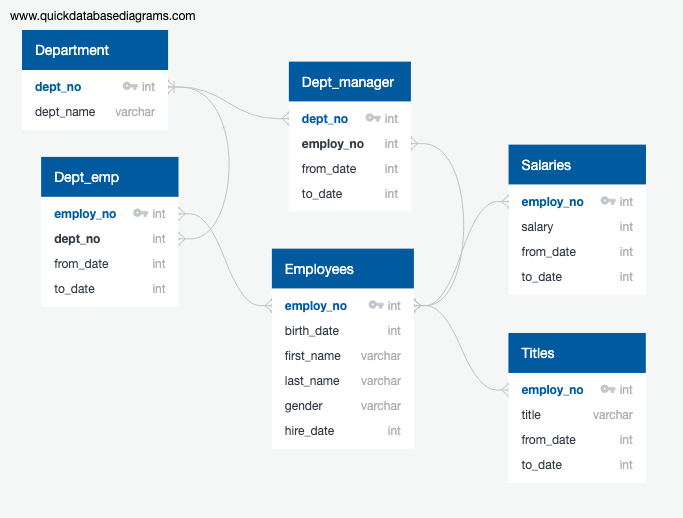 www.quickdatabasediagrams.com
Department
dept_no int
dept_name varchar
Dept_emp
employ_no int
dept_no int
from_date int
to_date int
Dept_manager
dept_no int
employ_no int
from_date int
to_date int
Employees
employ_no int
birth_date int
first_name varchar
last_name varchar
gender varchar
hire_date int
Salaries
employ_no int
salary int
from_date int
to_date int
Titles
employ_no int
title varchar
from_date int
to_date int